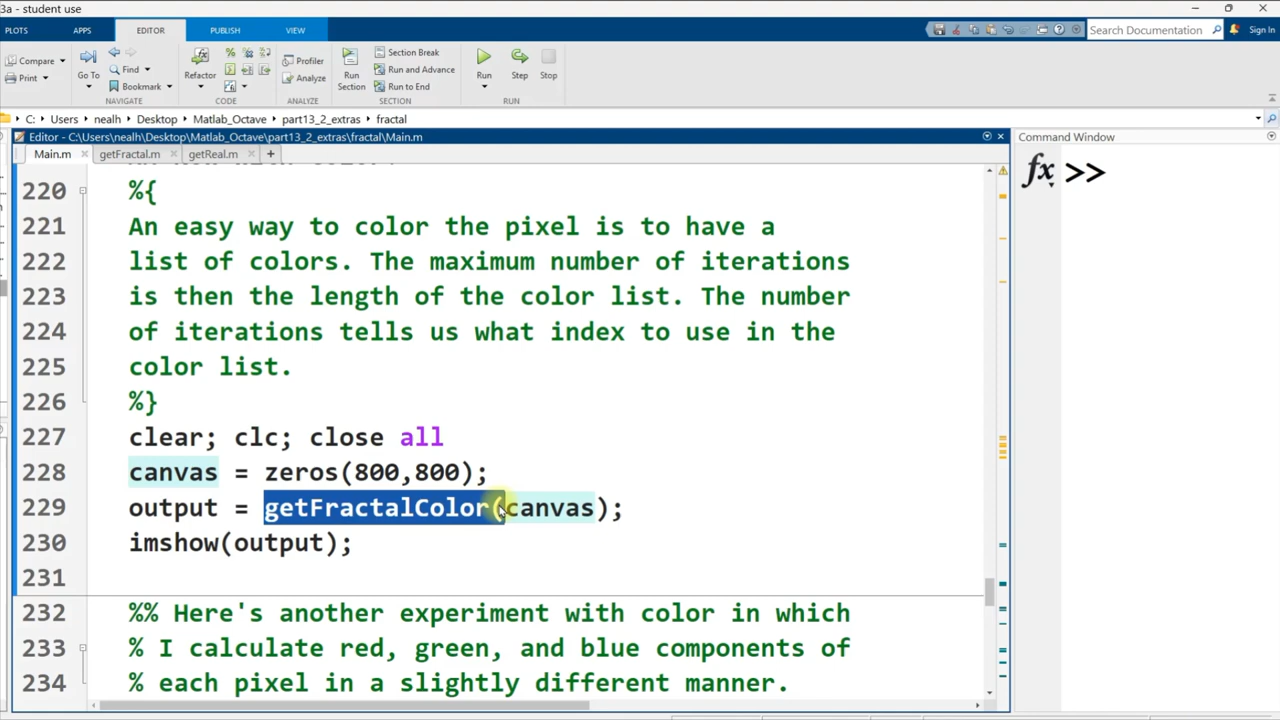 3a - student use
PLOTS APPS EDITOR PUBLISH VIEW
Search Documentation
Sign In
Compare
Print
Go To
Find
Bookmark
NAVIGATE
Refactor
CODE
Profiler
Analyze
ANALYZE
Run Section
Section Break
Run and Advance
Run to End
SECTION
Run
Step
Stop
RUN
C: Users nealh Desktop Matlab_Octave part13_2_extras fractal
Editor - C:\Users\nealh\Desktop\Matlab_Octave\part13_2_extras\fractal\Main.m
Command Window
Main.m getFractal.m getReal.m
fx >>
220 %{
221 An easy way to color the pixel is to have a
222 list of colors. The maximum number of iterations
223 is then the length of the color list. The number
224 of iterations tells us what index to use in the
225 color list.
226 %}
227 clear; clc; close all
228 canvas = zeros(800,800);
229 output = getFractalColor(canvas);
230 imshow(output);
231
232 %% Here's another experiment with color in which
233 % I calculate red, green, and blue components of
234 % each pixel in a slightly different manner.